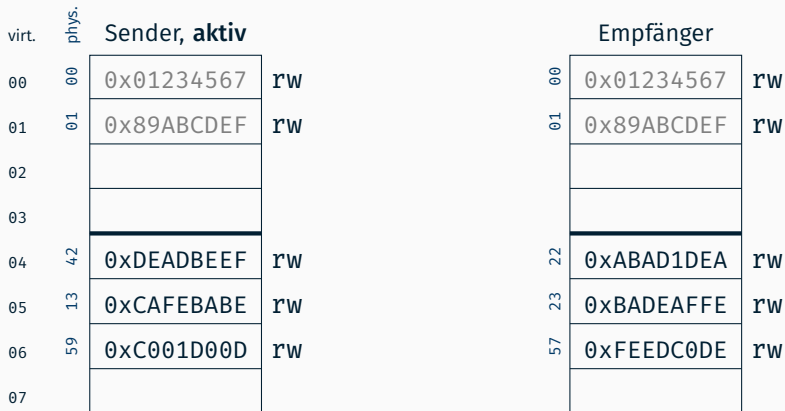 virt. phys. Sender, aktiv Empfänger
00 00 0x01234567 rw 00 0x01234567 rw
01 01 0x89ABCDEF rw 01 0x89ABCDEF rw
02
03
04 42 0xDEADBEEF rw 22 0xABAD1DEA rw
05 13 0xCAFEBABE rw 23 0xBADEAFFE rw
06 59 0xC001D00D rw 57 0xFEEDC0DE rw
07